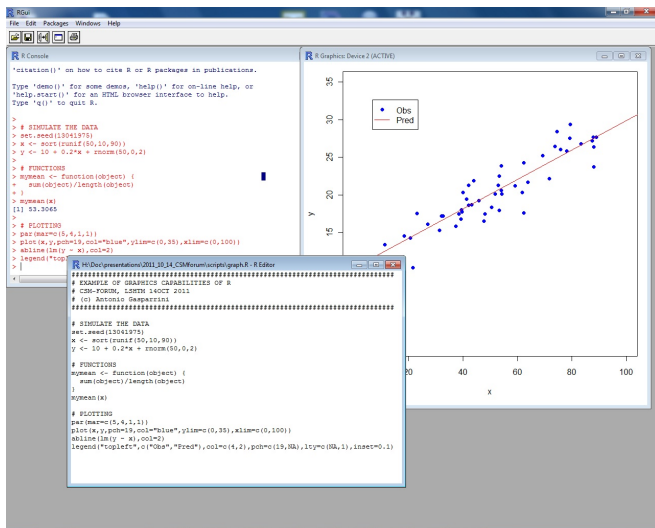 RGui
File Edit Packages Windows Help
R Console
'citation()' on how to cite R or R packages in publications.
Type 'demo()' for some demos, 'help()' for on-line help, or
'help.start()' for an HTML browser interface to help.
Type 'q()' to quit R.
>
> # SIMULATE THE DATA
> set.seed(13041975)
> x <- sort(runif(50,10,90))
> y <- 10 + 0.2*x + rnorm(50,0,2)
>
> # FUNCTIONS
> mymean <- function(object) {
+   sum(object)/length(object)
+ }
> mymean(x)
[1] 53.3065
>
> # PLOTTING
> par(mar=c(5,4,1,1))
> plot(x,y,pch=19,col="blue",ylim=c(0,35),xlim=c(0,100))
> abline(lm(y ~ x),col=2)
> legend("topl
>
R Graphics: Device 2 (ACTIVE)
35
30
25
20
15
y
Obs
Pred
20 40 60 80 100
x
H:\Doc\presentations\2011_10_14_CSMforum\scripts\graph.R - R Editor
######################################################################
# EXAMPLE OF GRAPHICS CAPABILITIES OF R
# CSM-FORUM, LSHTM 14OCT 2011
# (c) Antonio Gasparrini
######################################################################
# SIMULATE THE DATA
set.seed(13041975)
x <- sort(runif(50,10,90))
y <- 10 + 0.2*x + rnorm(50,0,2)
# FUNCTIONS
mymean <- function(object) {
  sum(object)/length(object)
}
mymean(x)
# PLOTTING
par(mar=c(5,4,1,1))
plot(x,y,pch=19,col="blue",ylim=c(0,35),xlim=c(0,100))
abline(lm(y ~ x),col=2)
legend("topleft",c("Obs","Pred"),col=c(4,2),pch=c(19,NA),lty=c(NA,1),inset=0.1)